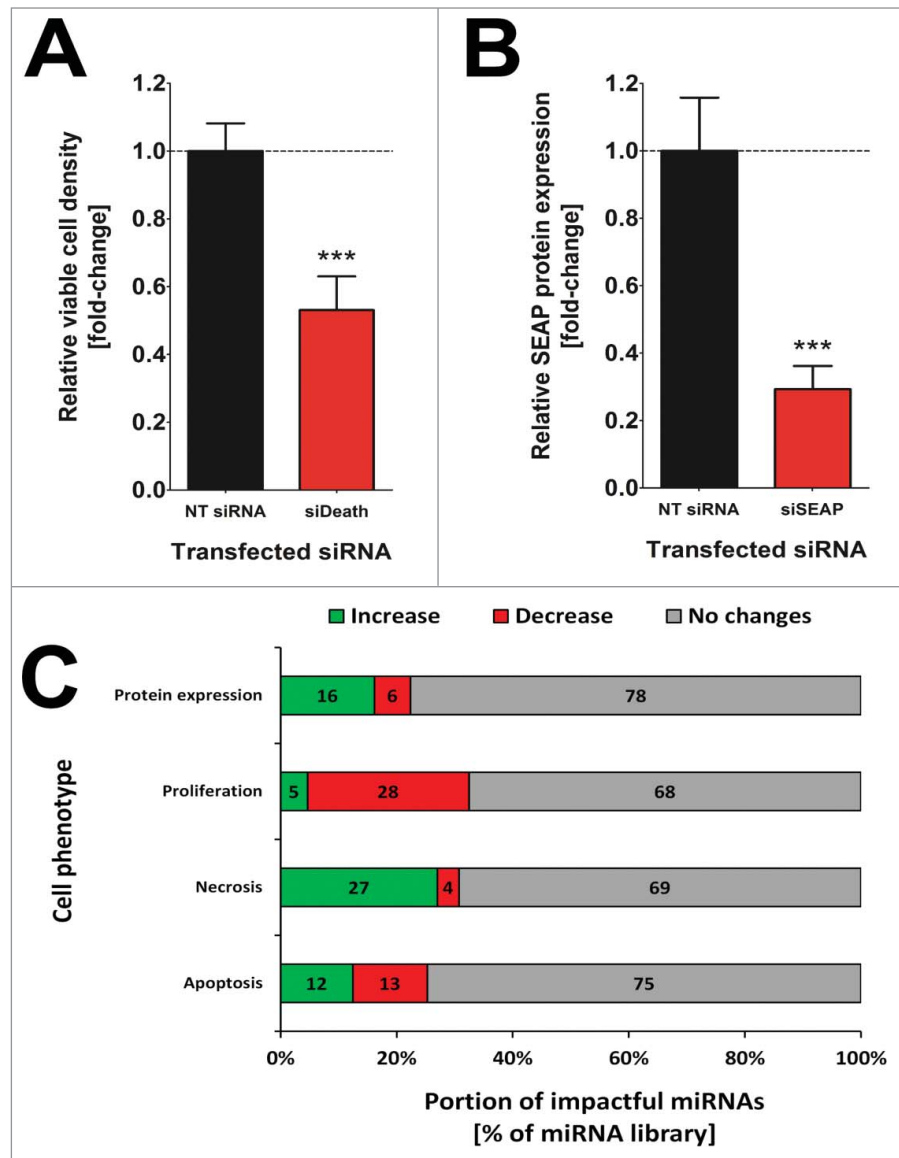 A
Relative viable cell density
[fold-change]
1.2
1.0
0.8
0.6
0.4
0.2
0.0
***
NT siRNA siDeath
Transfected siRNA
B
Relative SEAP protein expression
[fold-change]
1.2
1.0
0.8
0.6
0.4
0.2
0.0
***
NT siRNA siSEAP
Transfected siRNA
C
Increase Decrease No changes
Cell phenotype
Protein expression 16 6 78
Proliferation 5 28 68
Necrosis 27 4 69
Apoptosis 12 13 75
0% 20% 40% 60% 80% 100%
Portion of impactful miRNAs
[% of miRNA library]